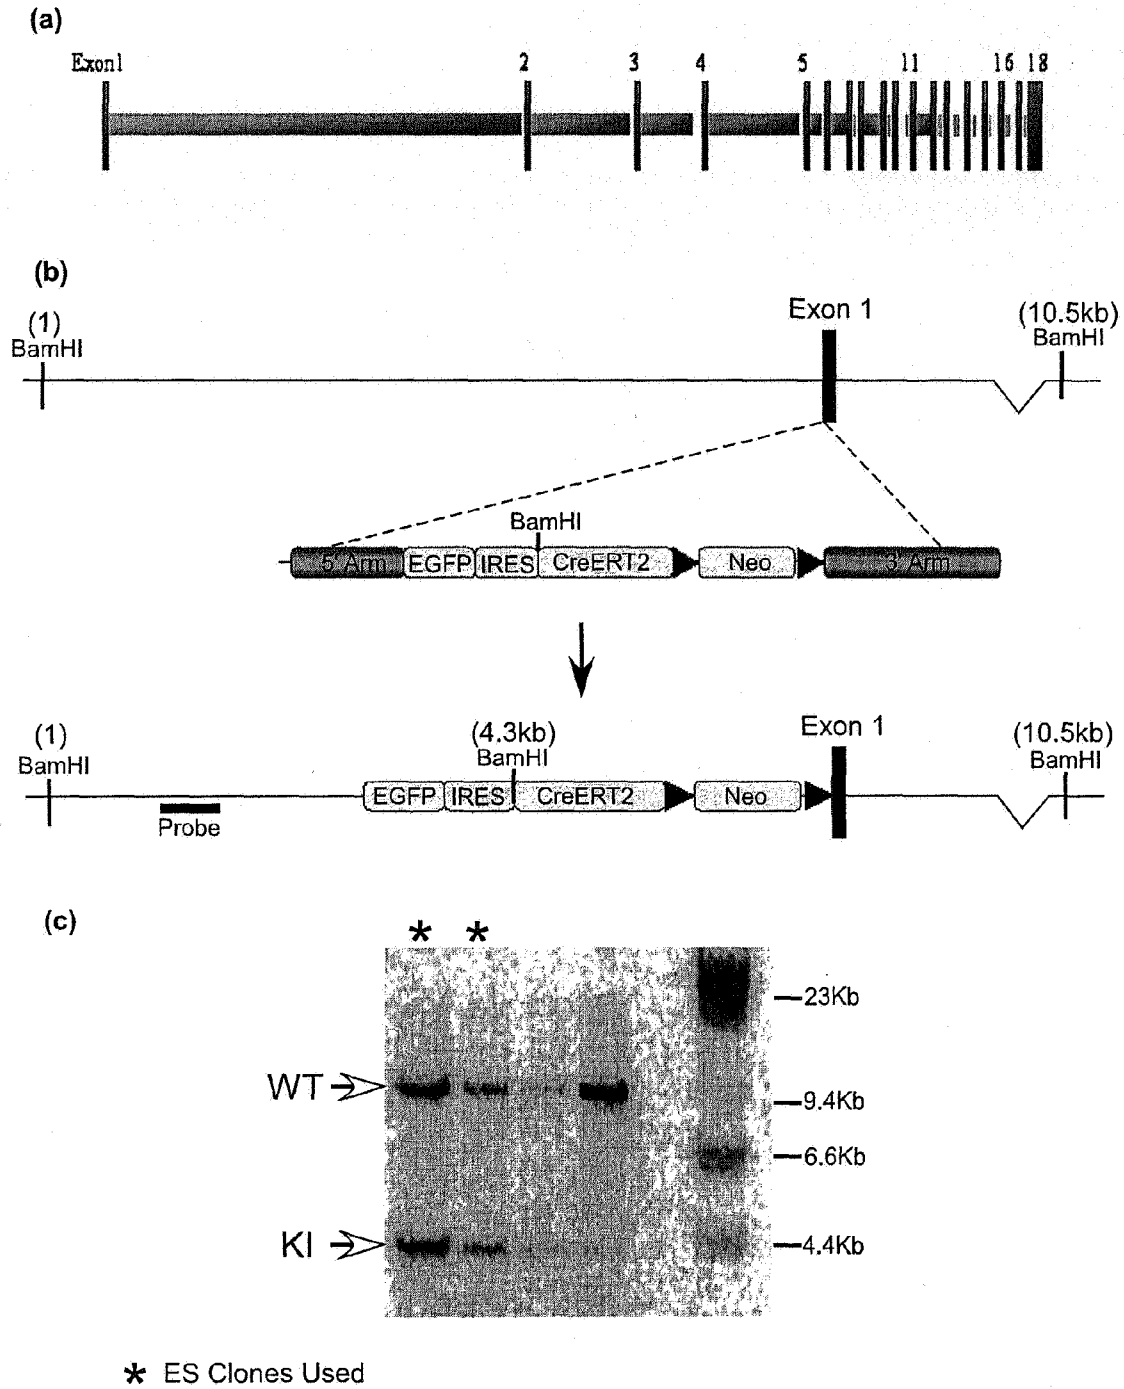 (a)
Exon1 2 3 4 5 11 16 18
(b)
(1)
BamHI
Exon 1
(10.5kb)
BamHI
BamHI
5' Arm EGFP IRES CreERT2 Neo 3' Arm
(1)
BamHI
(4.3kb)
BamHI
Exon 1
(10.5kb)
BamHI
EGFP IRES CreERT2 Neo
Probe
(c)
* *
23Kb
WT
9.4Kb
6.6Kb
KI
4.4Kb
* ES Clones Used